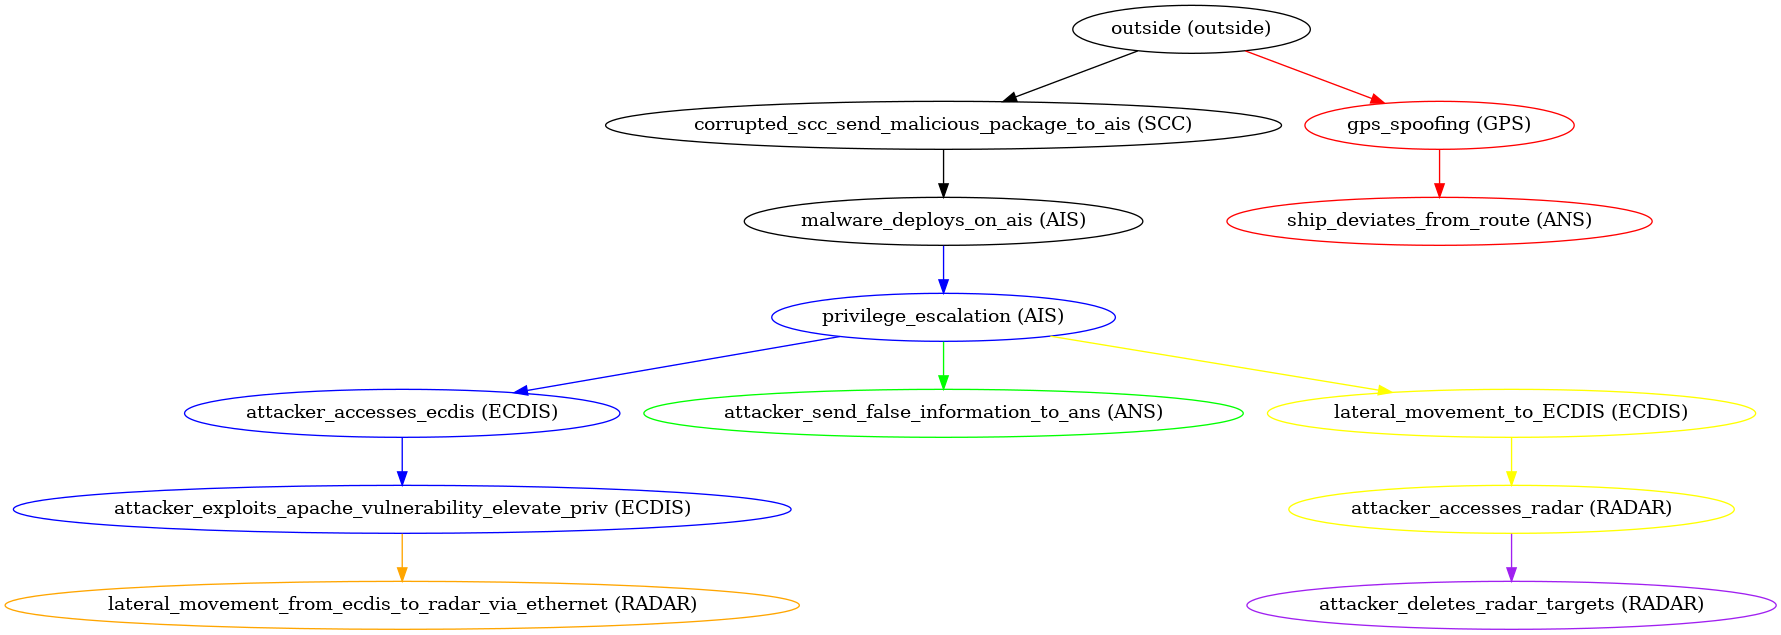 outside (outside)
corrupted_scc_send_malicious_package_to_ais (SCC)
gps_spoofing (GPS)
malware_deploys_on_ais (AIS)
ship_deviates_from_route (ANS)
privilege_escalation (AIS)
attacker_accesses_ecdis (ECDIS)
attacker_send_false_information_to_ans (ANS)
lateral_movement_to_ECDIS (ECDIS)
attacker_exploits_apache_vulnerability_elevate_priv (ECDIS)
attacker_accesses_radar (RADAR)
lateral_movement_from_ecdis_to_radar_via_ethernet (RADAR)
attacker_deletes_radar_targets (RADAR)